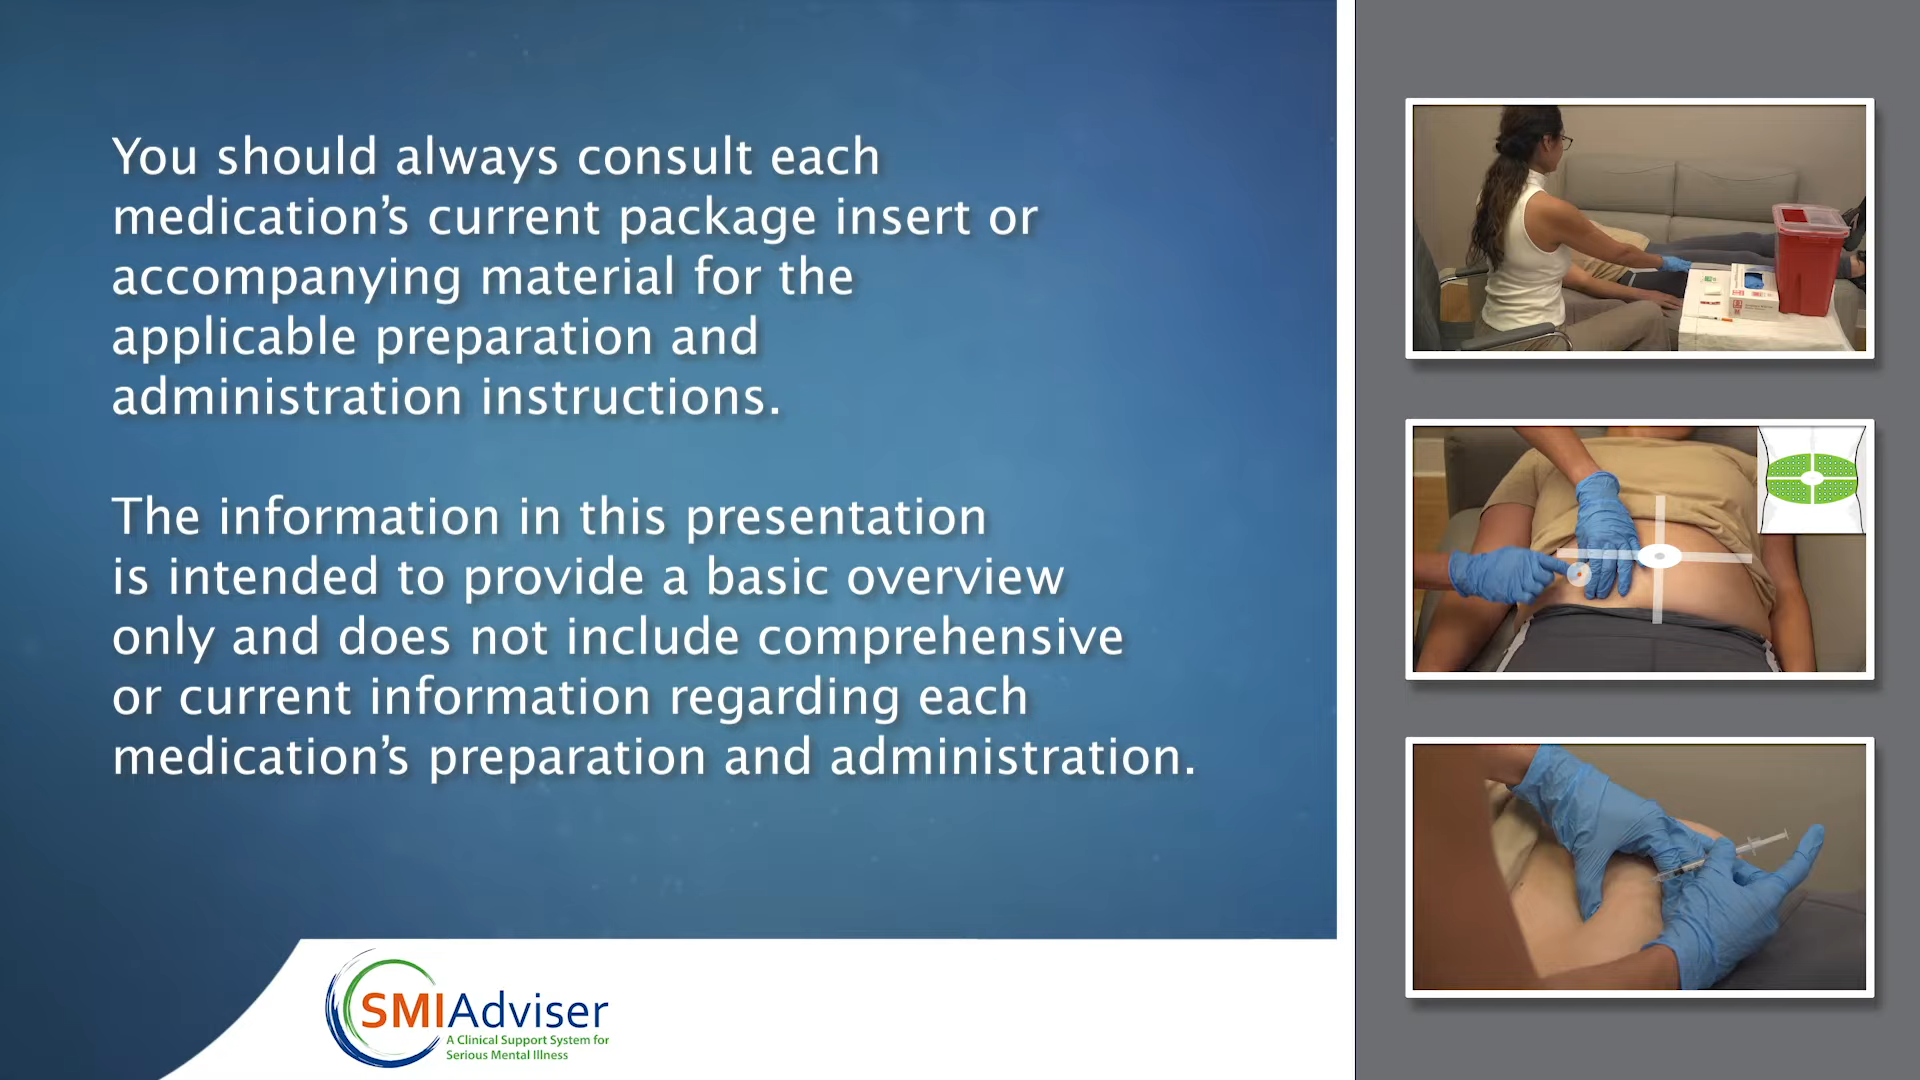 You should always consult each
medication’s current package insert or
accompanying material for the
applicable preparation and
administration instructions.
The information in this presentation
is intended to provide a basic overview
only and does not include comprehensive
or current information regarding each
medication’s preparation and administration.
SMIAdviser
A Clinical Support System for
Serious Mental Illness